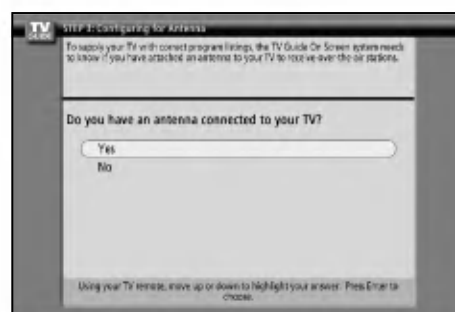 TV
GUIDE
STEP 2: Configuring for Antenna
To supply your TV with correct program listings, the TV Guide On Screen system needs
to know if you have attached an antenna to your TV to receive over the air stations.
Do you have an antenna connected to your TV?
Yes
No
Using your TV remote, move up or down to highlight your answer. Press Enter to
choose.